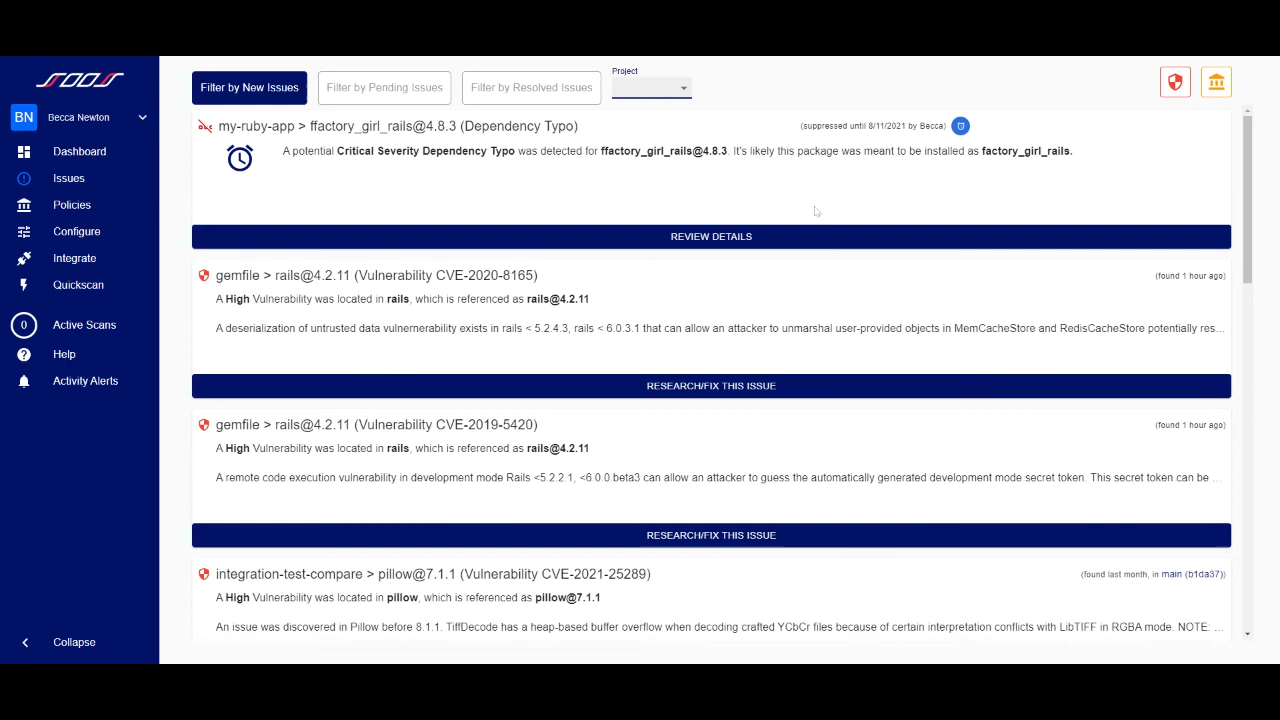 SOOS
Filter by New Issues
Filter by Pending Issues
Filter by Resolved Issues
Project
BN
Becca Newton
Dashboard
Issues
Policies
Configure
Integrate
Quickscan
0
Active Scans
Help
Activity Alerts
Collapse
my-ruby-app > ffactory_girl_rails@4.8.3 (Dependency Typo)
(suppressed until 8/11/2021 by Becca)
A potential Critical Severity Dependency Typo was detected for ffactory_girl_rails@4.8.3. It's likely this package was meant to be installed as factory_girl_rails.
REVIEW DETAILS
gemfile > rails@4.2.11 (Vulnerability CVE-2020-8165)
(found 1 hour ago)
A High Vulnerability was located in rails, which is referenced as rails@4.2.11
A deserialization of untrusted data vulnernerability exists in rails < 5.2.4.3, rails < 6.0.3.1 that can allow an attacker to unmarshal user-provided objects in MemCacheStore and RedisCacheStore potentially res...
RESEARCH/FIX THIS ISSUE
gemfile > rails@4.2.11 (Vulnerability CVE-2019-5420)
(found 1 hour ago)
A High Vulnerability was located in rails, which is referenced as rails@4.2.11
A remote code execution vulnerability in development mode Rails <5.2.2.1, <6.0.0.beta3 can allow an attacker to guess the automatically generated development mode secret token. This secret token can be ...
RESEARCH/FIX THIS ISSUE
integration-test-compare > pillow@7.1.1 (Vulnerability CVE-2021-25289)
(found last month, in main (b1da37))
A High Vulnerability was located in pillow, which is referenced as pillow@7.1.1
An issue was discovered in Pillow before 8.1.1. TiffDecode has a heap-based buffer overflow when decoding crafted YCbCr files because of certain interpretation conflicts with LibTIFF in RGBA mode. NOTE: ...